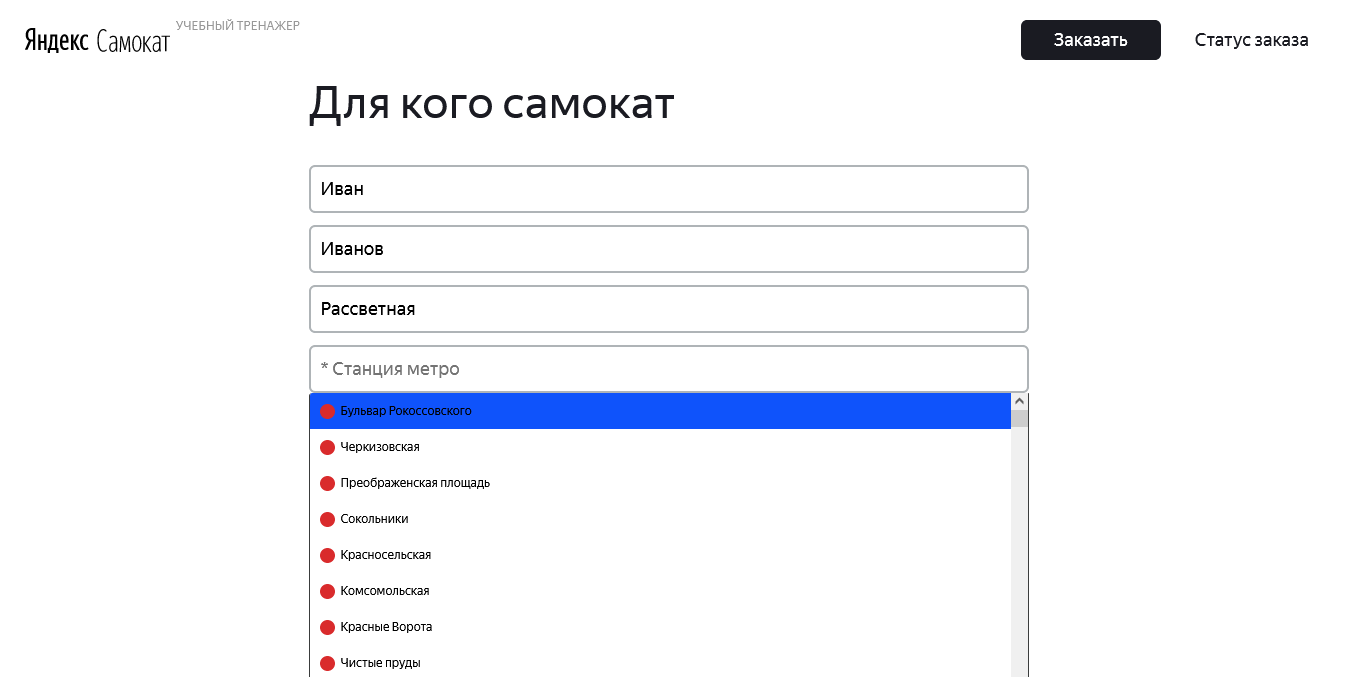 Яндекс Самокат
УЧЕБНЫЙ ТРЕНАЖЕР
Заказать
Статус заказа
Для кого самокат
Иван
Иванов
Рассветная
* Станция метро
Бульвар Рокоссовского
Черкизовская
Преображенская площадь
Сокольники
Красносельская
Комсомольская
Красные Ворота
Чистые пруды